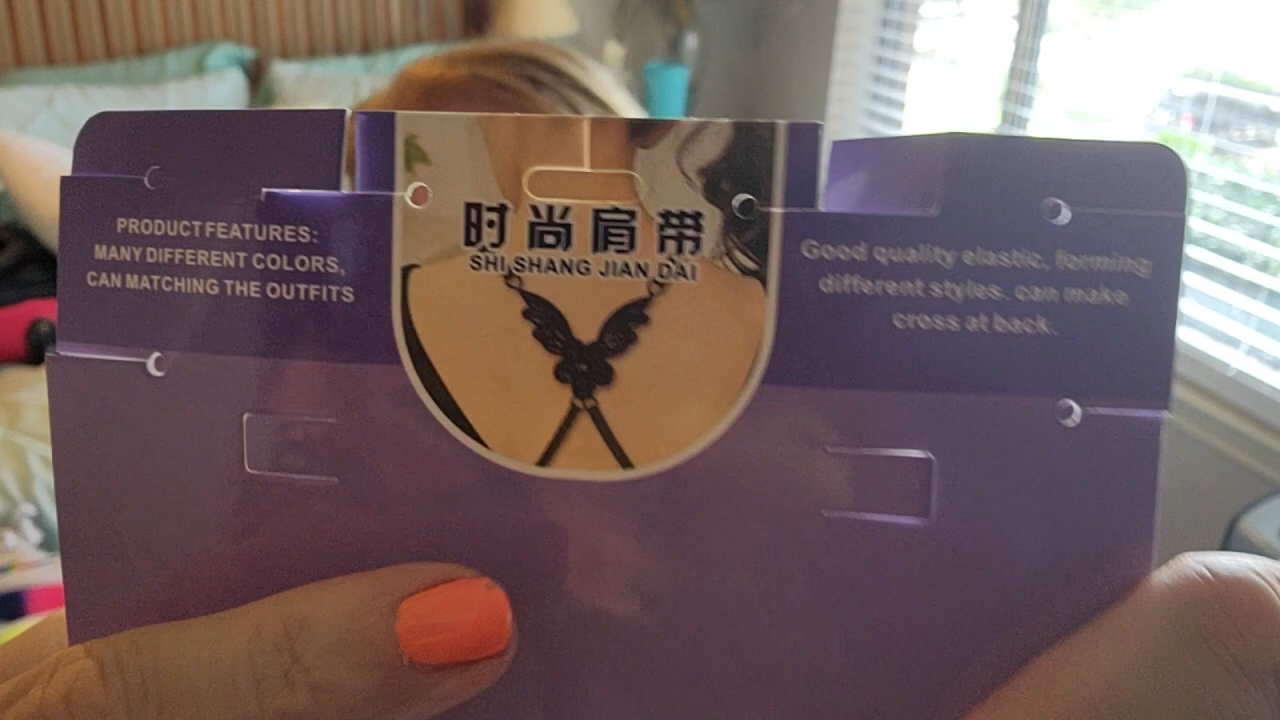 PRODUCT FEATURES:
MANY DIFFERENT COLORS,
CAN MATCHING THE OUTFITS
时尚肩带
SHI SHANG JIAN DAI
Good quality elastic. forming
different styles. can make
cross at back.